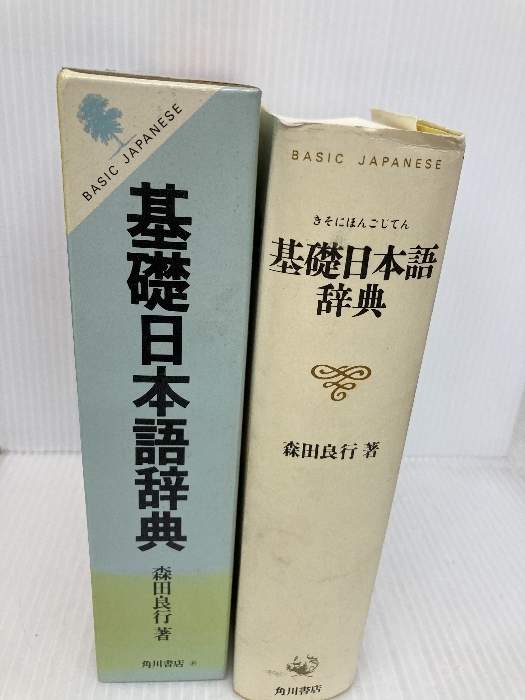 BASIC JAPANESE
基礎日本語辞典
森田良行 著
角川書店
BASIC JAPANESE
きそにほんごじてん
基礎日本語
辞典
森田良行 著
角川書店